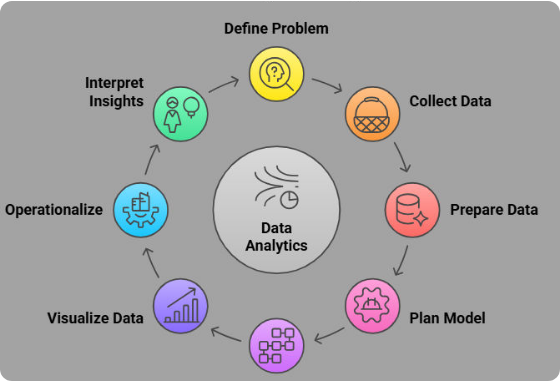 Define Problem
Interpret
Insights
Collect Data
Operationalize
Data
Analytics
Prepare Data
Visualize Data
Plan Model